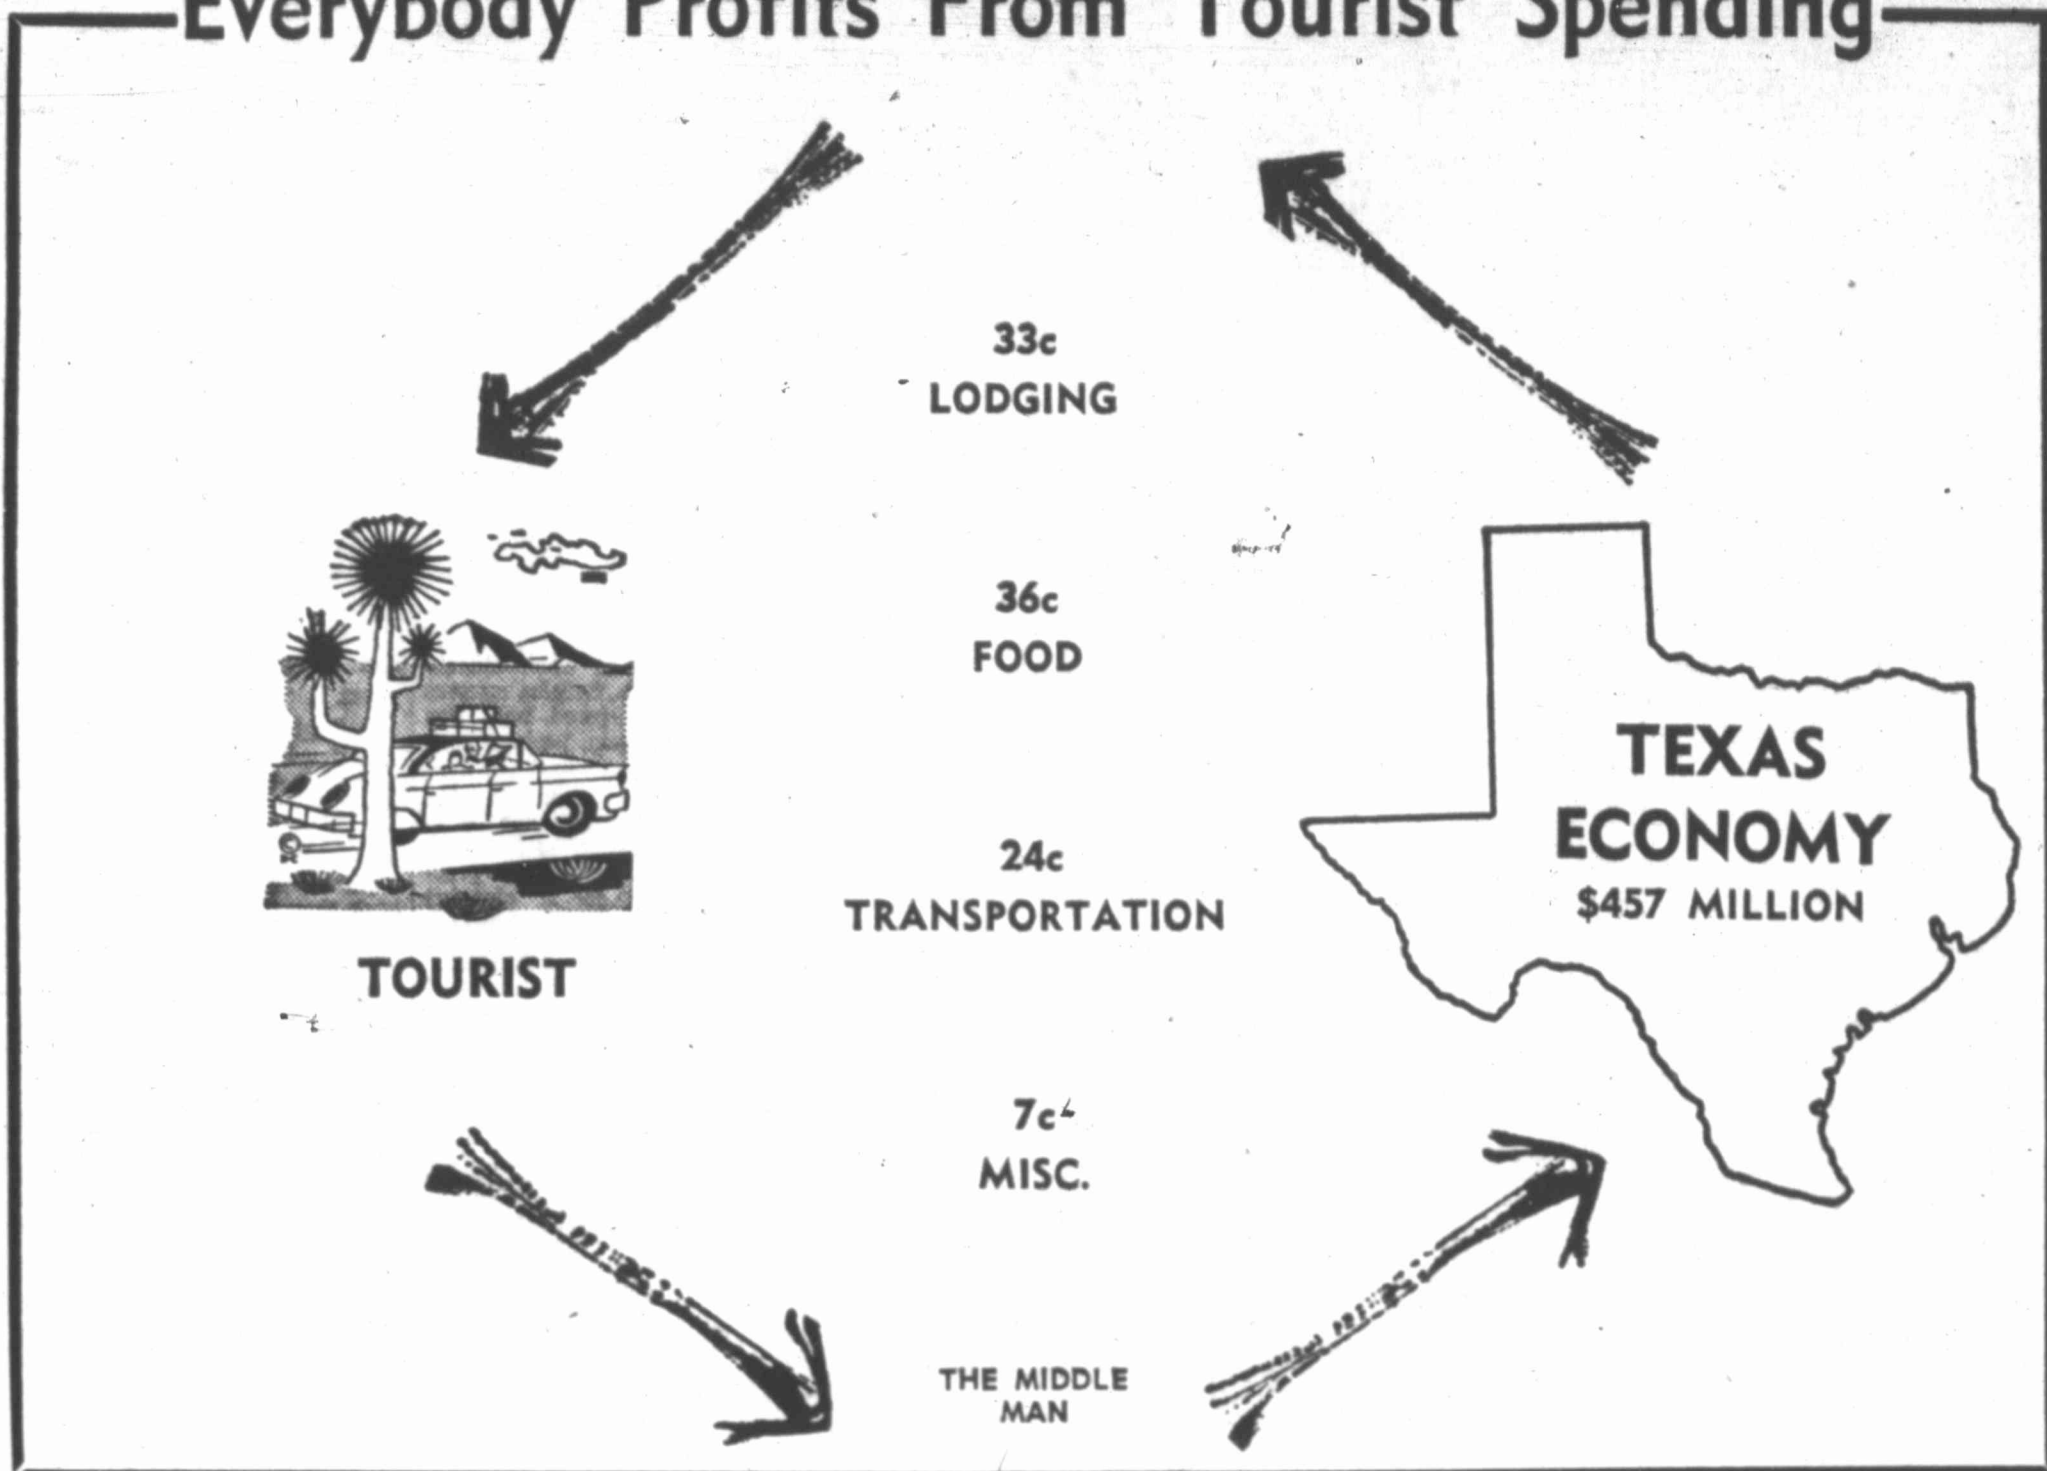 Everybody Profits From Tourist Spending
33c
LODGING
36c
FOOD
24c
TRANSPORTATION
7c
MISC.
THE MIDDLE
MAN
TOURIST
TEXAS
ECONOMY
$457 MILLION